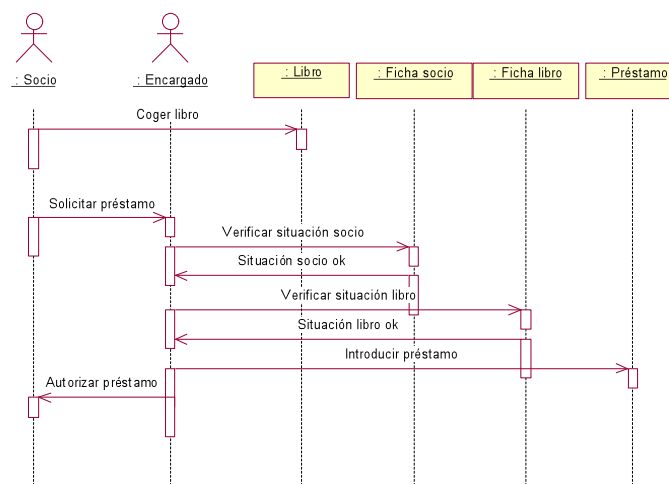 : Socio
: Encargado
: Libro
: Ficha socio
: Ficha libro
: Préstamo
Coger libro
Solicitar préstamo
Verificar situación socio
Situación socio ok
Verificar situación libro
Situación libro ok
Introducir préstamo
Autorizar préstamo